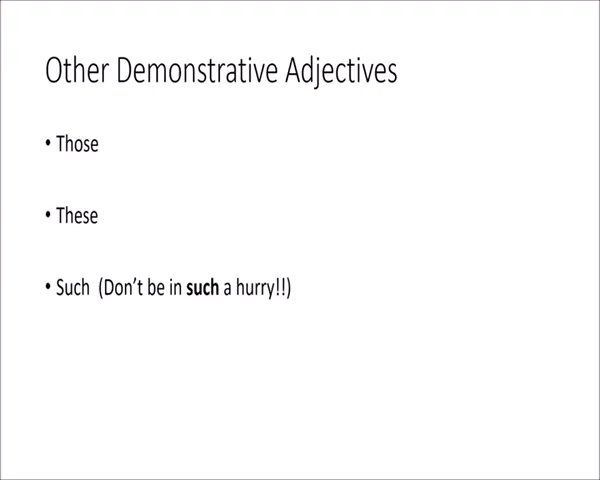 Other Demonstrative Adjectives
• Those
• These
• Such  (Don’t be in such a hurry!!)